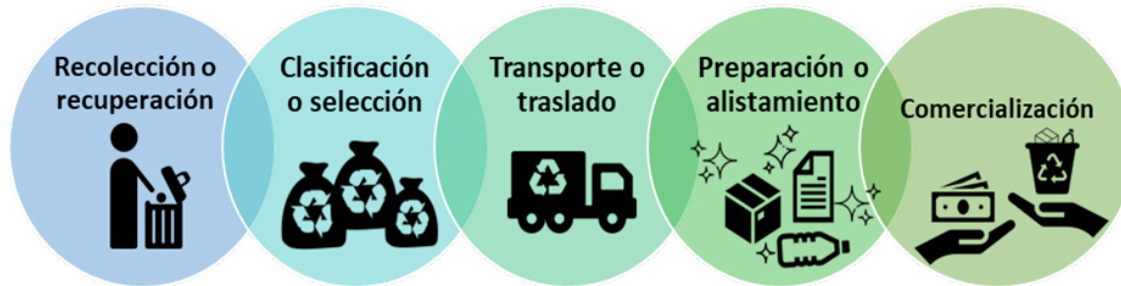 Recolección o
recuperación
Clasificación
o selección
Transporte o
traslado
Preparación o
alistamiento
Comercialización